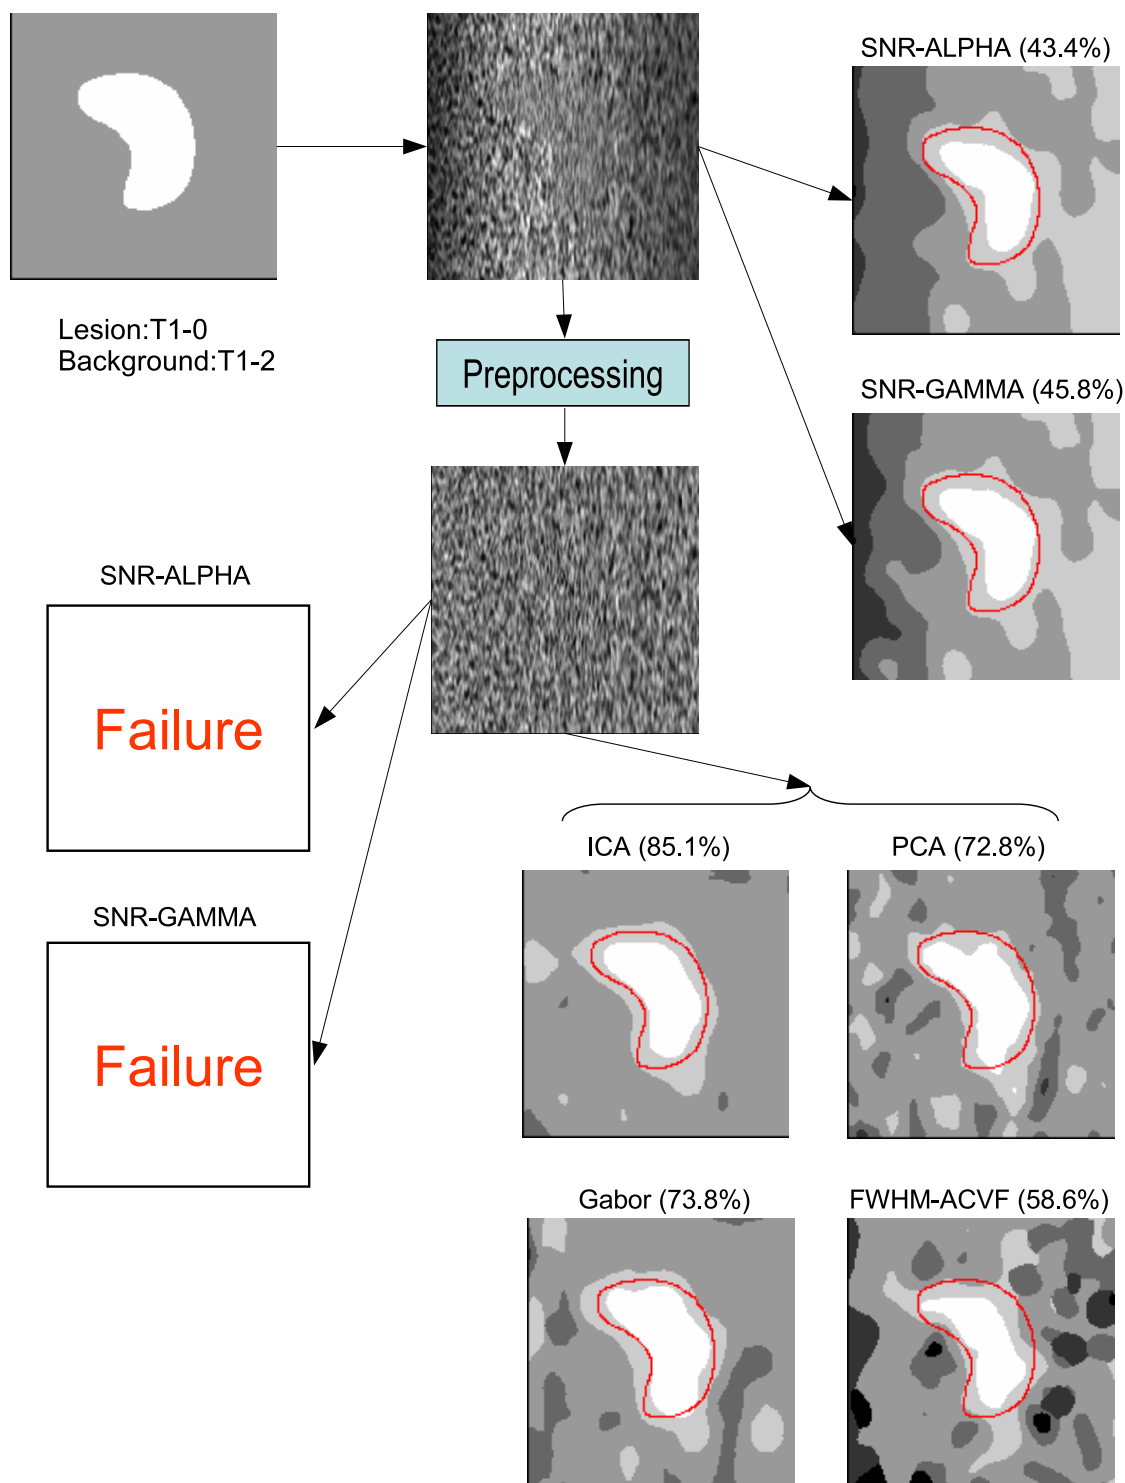 SNR-ALPHA (43.4%)
Lesion:T1-0
Background:T1-2
Preprocessing
SNR-GAMMA (45.8%)
SNR-ALPHA
Failure
ICA (85.1%)
PCA (72.8%)
SNR-GAMMA
Failure
Gabor (73.8%)
FWHM-ACVF (58.6%)